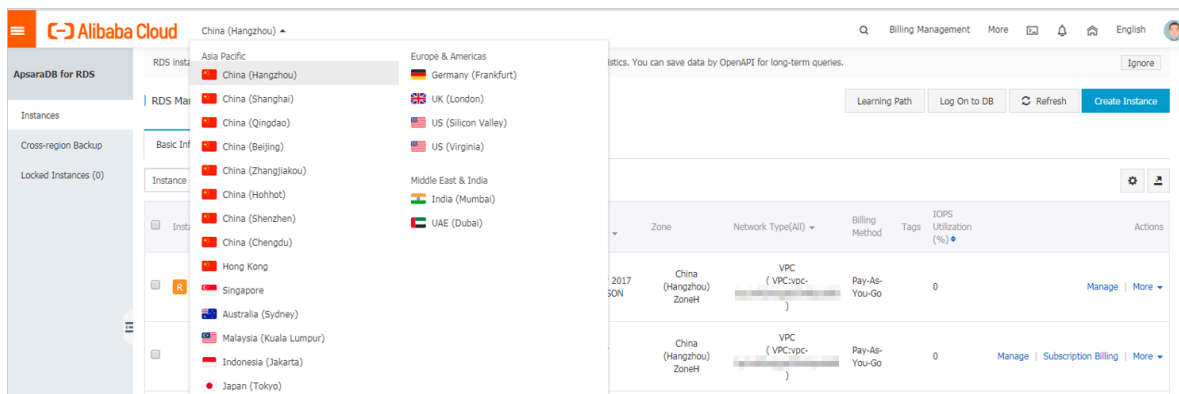 Alibaba Cloud
China (Hangzhou)
Billing Management
More
English
ApsaraDB for RDS
Instances
Cross-region Backup
Locked Instances (0)
RDS insta
istics. You can save data by OpenAPI for long-term queries.
Ignore
RDS Ma
Learning Path
Log On to DB
Refresh
Create Instance
Basic Inf
Instance
Asia Pacific
China (Hangzhou)
China (Shanghai)
China (Qingdao)
China (Beijing)
China (Zhangjiakou)
China (Hohhot)
China (Shenzhen)
China (Chengdu)
Hong Kong
Singapore
Australia (Sydney)
Malaysia (Kuala Lumpur)
Indonesia (Jakarta)
Japan (Tokyo)
Europe & Americas
Germany (Frankfurt)
UK (London)
US (Silicon Valley)
US (Virginia)
Middle East & India
India (Mumbai)
UAE (Dubai)
Insta
Zone
Network Type(All)
Billing
Method
Tags
IOPS
Utilization
(%)
Actions
R
2017
SON
China
(Hangzhou)
ZoneH
VPC
( VPC:vpc-
)
Pay-As-
You-Go
0
Manage | More
China
(Hangzhou)
ZoneH
VPC
( VPC:vpc-
)
Pay-As-
You-Go
0
Manage | Subscription Billing | More